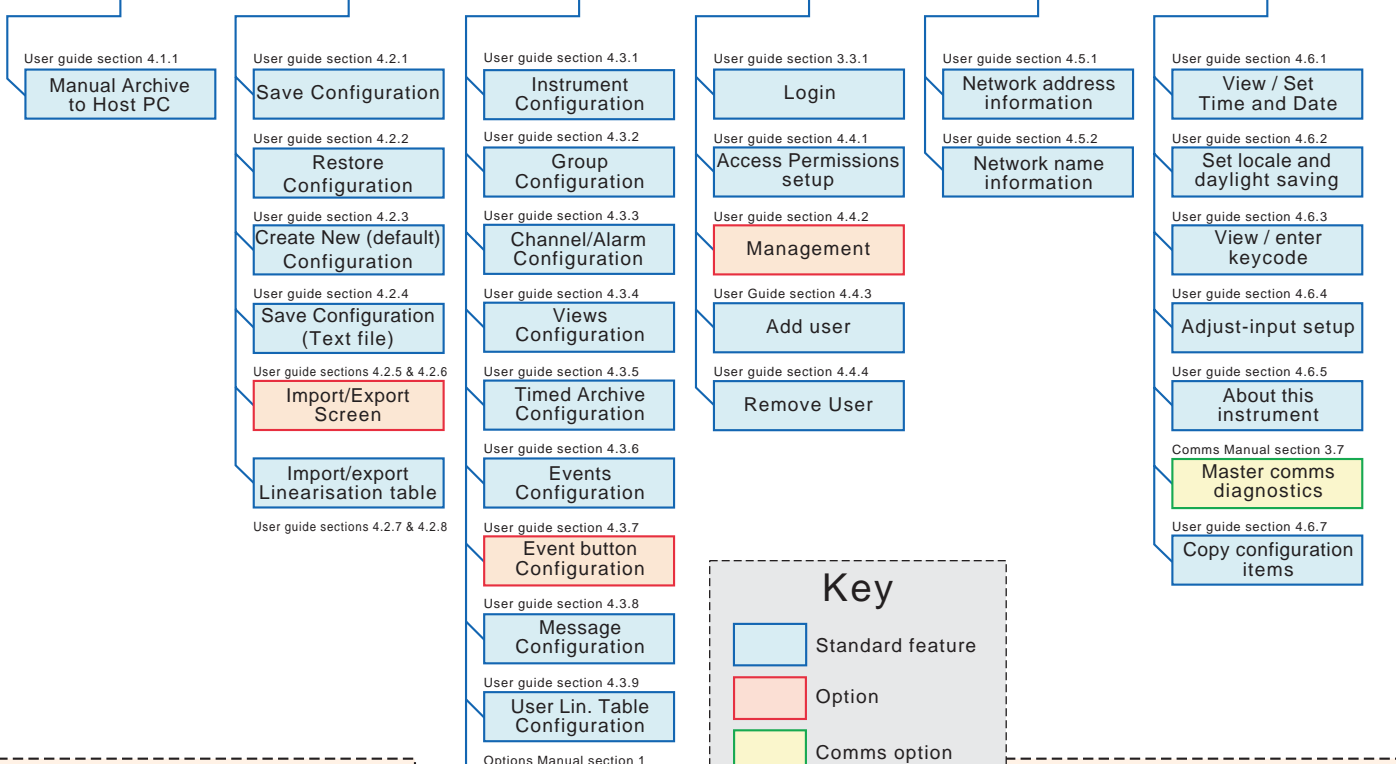 User guide section 4.1.1
Manual Archive
to Host PC
User guide section 4.2.1
Save Configuration
User guide section 4.2.2
Restore
Configuration
User guide section 4.2.3
Create New (default)
Configuration
User guide section 4.2.4
Save Configuration
(Text file)
User guide sections 4.2.5 & 4.2.6
Import/Export
Screen
Import/export
Linearisation table
User guide sections 4.2.7 & 4.2.8
User guide section 4.3.1
Instrument
Configuration
User guide section 4.3.2
Group
Configuration
User guide section 4.3.3
Channel/Alarm
Configuration
User guide section 4.3.4
Views
Configuration
User guide section 4.3.5
Timed Archive
Configuration
User guide section 4.3.6
Events
Configuration
User guide section 4.3.7
Event button
Configuration
User guide section 4.3.8
Message
Configuration
User guide section 4.3.9
User Lin. Table
Configuration
Options Manual section 1
User guide section 3.3.1
Login
User guide section 4.4.1
Access Permissions
setup
User guide section 4.4.2
Management
User Guide section 4.4.3
Add user
User guide section 4.4.4
Remove User
User guide section 4.5.1
Network address
information
User guide section 4.5.2
Network name
information
User guide section 4.6.1
View / Set
Time and Date
User guide section 4.6.2
Set locale and
daylight saving
User guide section 4.6.3
View / enter
keycode
User guide section 4.6.4
Adjust-input setup
User guide section 4.6.5
About this
instrument
Comms Manual section 3.7
Master comms
diagnostics
User guide section 4.6.7
Copy configuration
items
Key
Standard feature
Option
Comms option